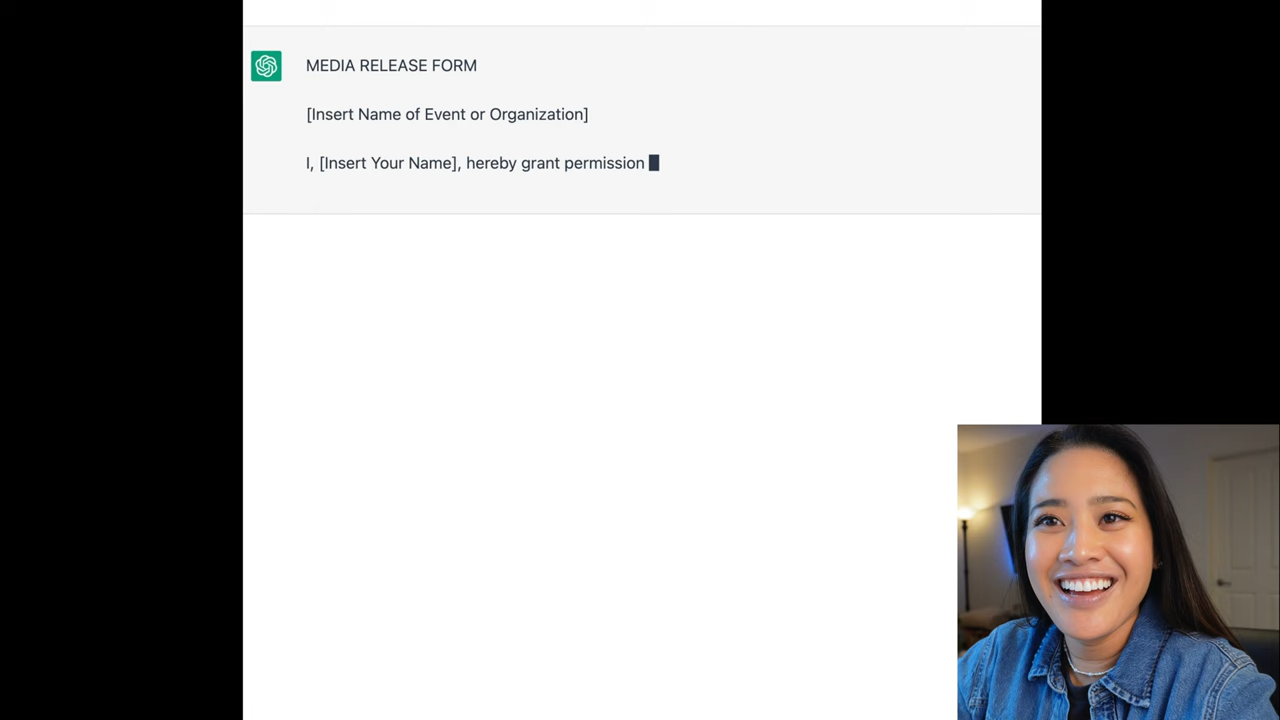 MEDIA RELEASE FORM
[Insert Name of Event or Organization]
I, [Insert Your Name], hereby grant permission